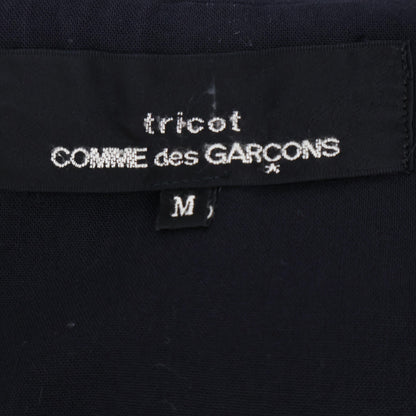 tricot
COMME des GARÇONS
M